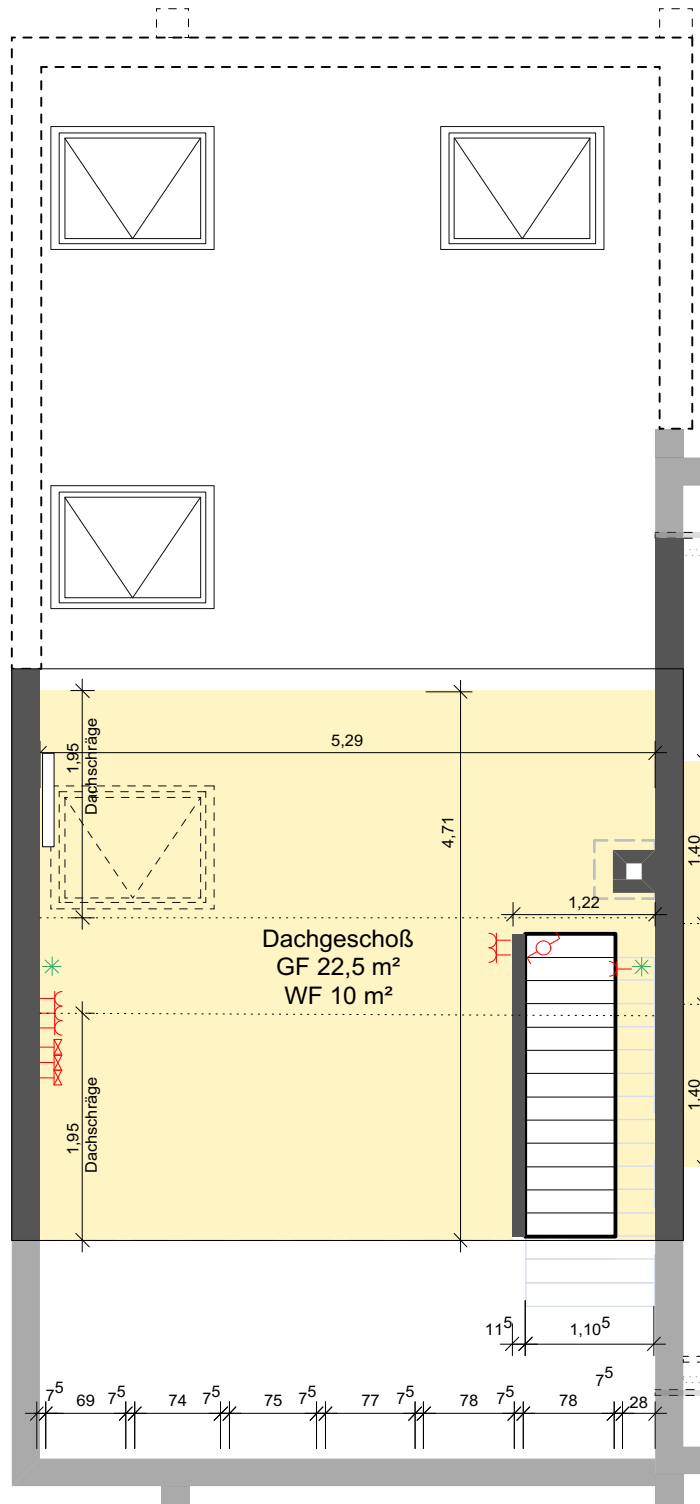 1,95
Dachschräge
5,29
4,71
1,40
1,22
Dachgeschoß
GF 22,5 m²
WF 10 m²
1,95
Dachschräge
1,40
11⁵
1,10⁵
7⁵
7⁵ 69 7⁵ 74 7⁵ 75 7⁵ 77 7⁵ 78 7⁵ 78 28